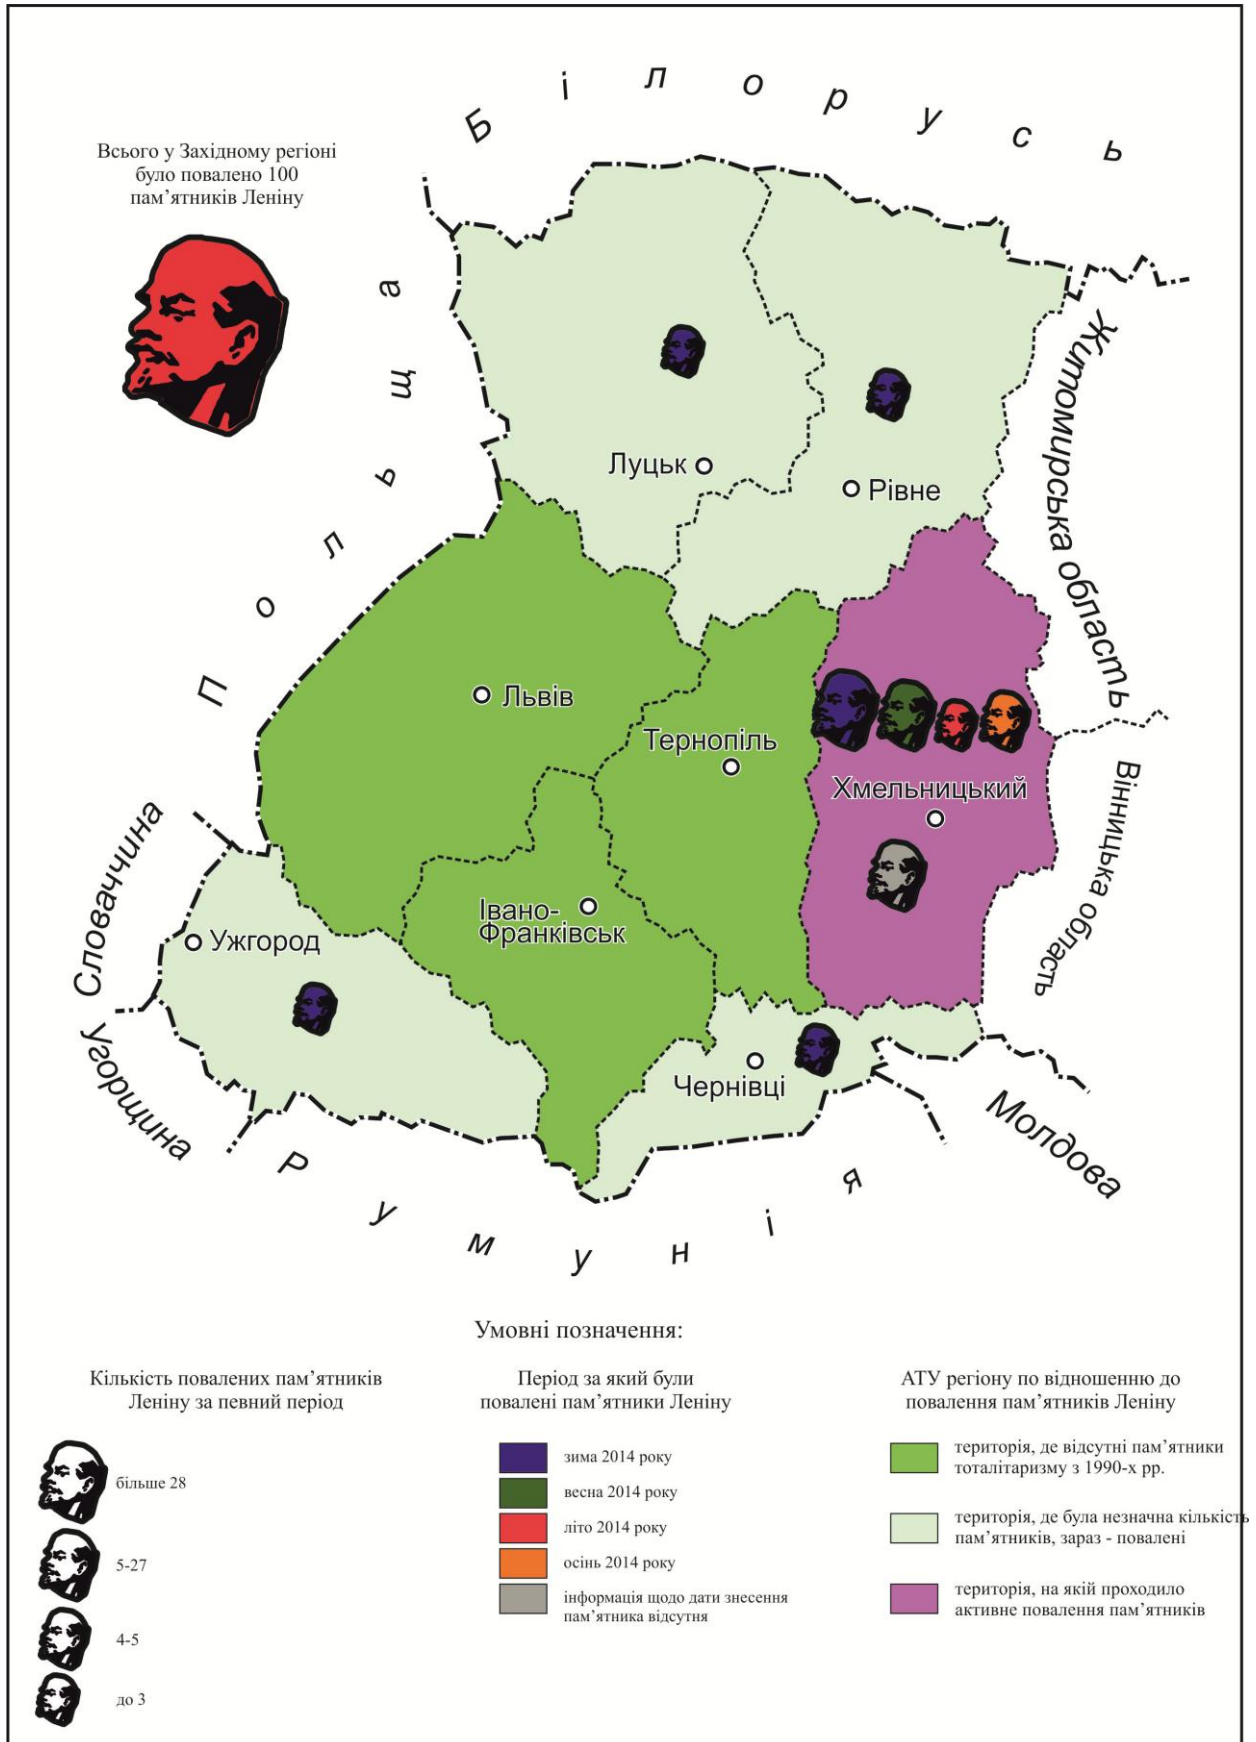 Білорусь
Всього у Західному регіоні
було повалено 100
пам’ятників Леніну
Польща
Житомирська область
Луцьк
Рівне
Львів
Тернопіль
Хмельницький
Вінницька область
Словаччина
Івано-
Франківськ
Ужгород
Угорщина
Чернівці
Молдова
Румунія
Умовні позначення:
Кількість повалених пам’ятників
Леніну за певний період
більше 28
5-27
4-5
до 3
Період за який були
повалені пам’ятники Леніну
зима 2014 року
весна 2014 року
літо 2014 року
осінь 2014 року
інформація щодо дати знесення
пам’ятника відсутня
АТУ регіону по відношенню до
повалення пам’ятників Леніну
територія, де відсутні пам’ятники
тоталітаризму з 1990-х рр.
територія, де була незначна кількість
пам’ятників, зараз - повалені
територія, на якій проходило
активне повалення пам’ятників